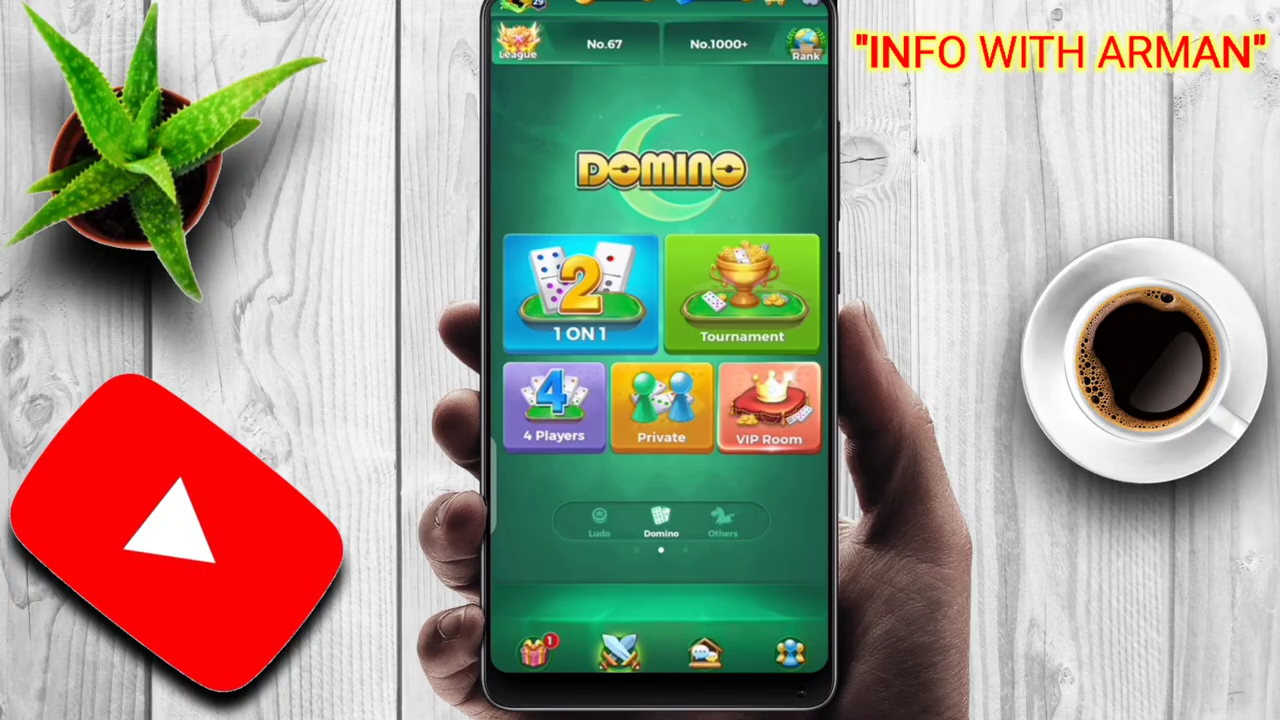 "INFO WITH ARMAN"
29
League
No.67
No.1000+
Rank
DOMINO
2
1 ON 1
Tournament
4
4 Players
Private
VIP Room
Ludo
Domino
Others
1